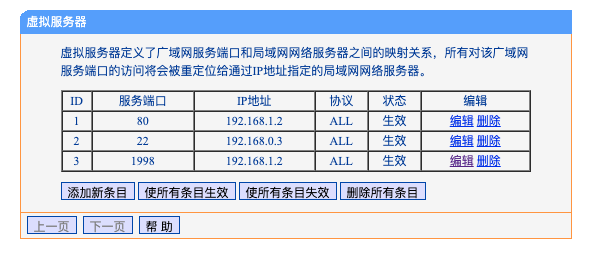 虚拟服务器
虚拟服务器定义了广域网服务端口和局域网网络服务器之间的映射关系，所有对该广域网
服务端口的访问将会被重定位给通过IP地址指定的局域网网络服务器。
ID 服务端口 IP地址 协议 状态 编辑
1 80 192.168.1.2 ALL 生效 编辑 删除
2 22 192.168.0.3 ALL 生效 编辑 删除
3 1998 192.168.1.2 ALL 生效 编辑 删除
添加新条目 使所有条目生效 使所有条目失效 删除所有条目
上一页 下一页 帮 助